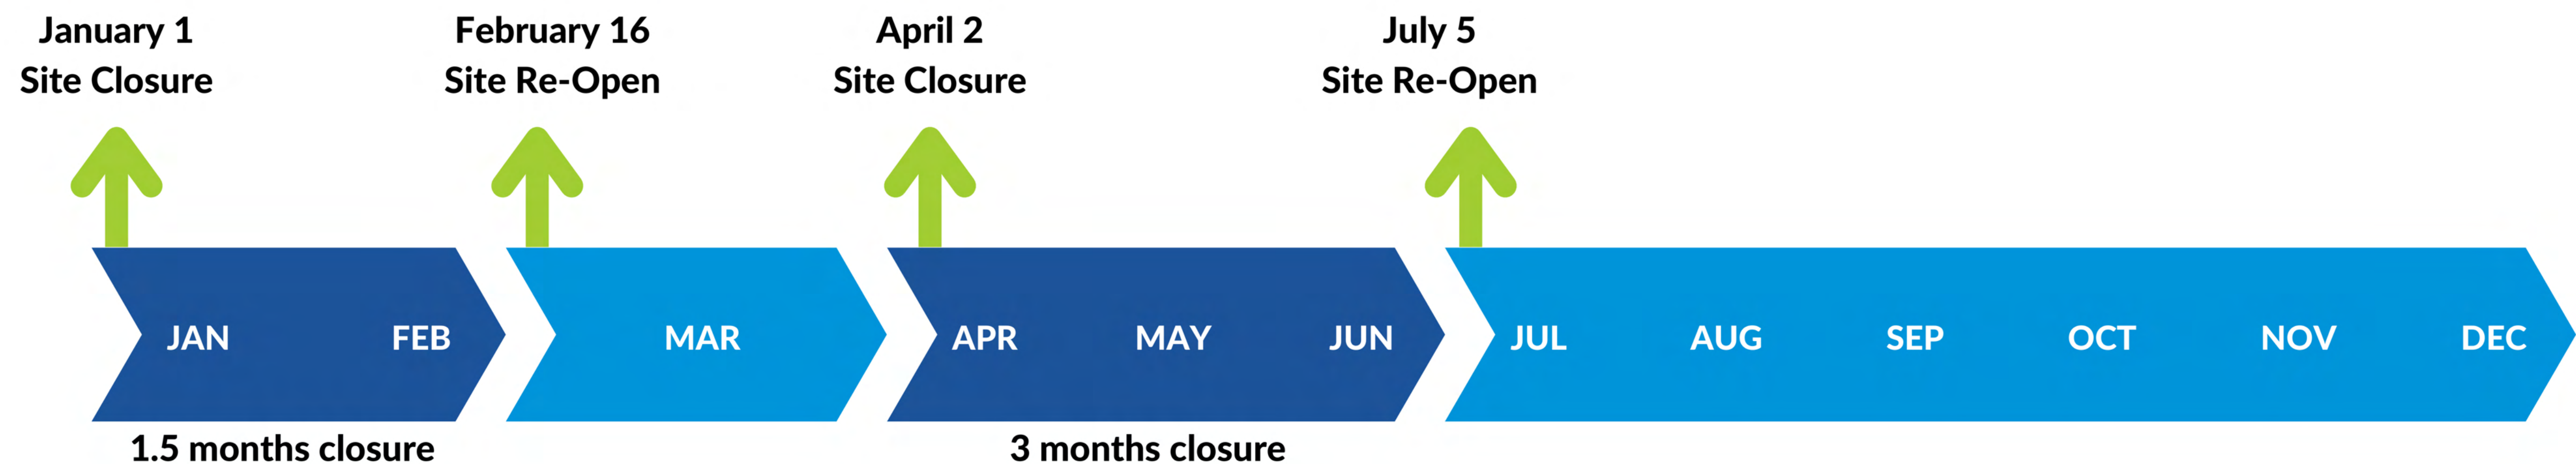 January 1
Site Closure
February 16
Site Re-Open
April 2
Site Closure
July 5
Site Re-Open
JAN FEB MAR APR MAY JUN JUL AUG SEP OCT NOV DEC
1.5 months closure
3 months closure